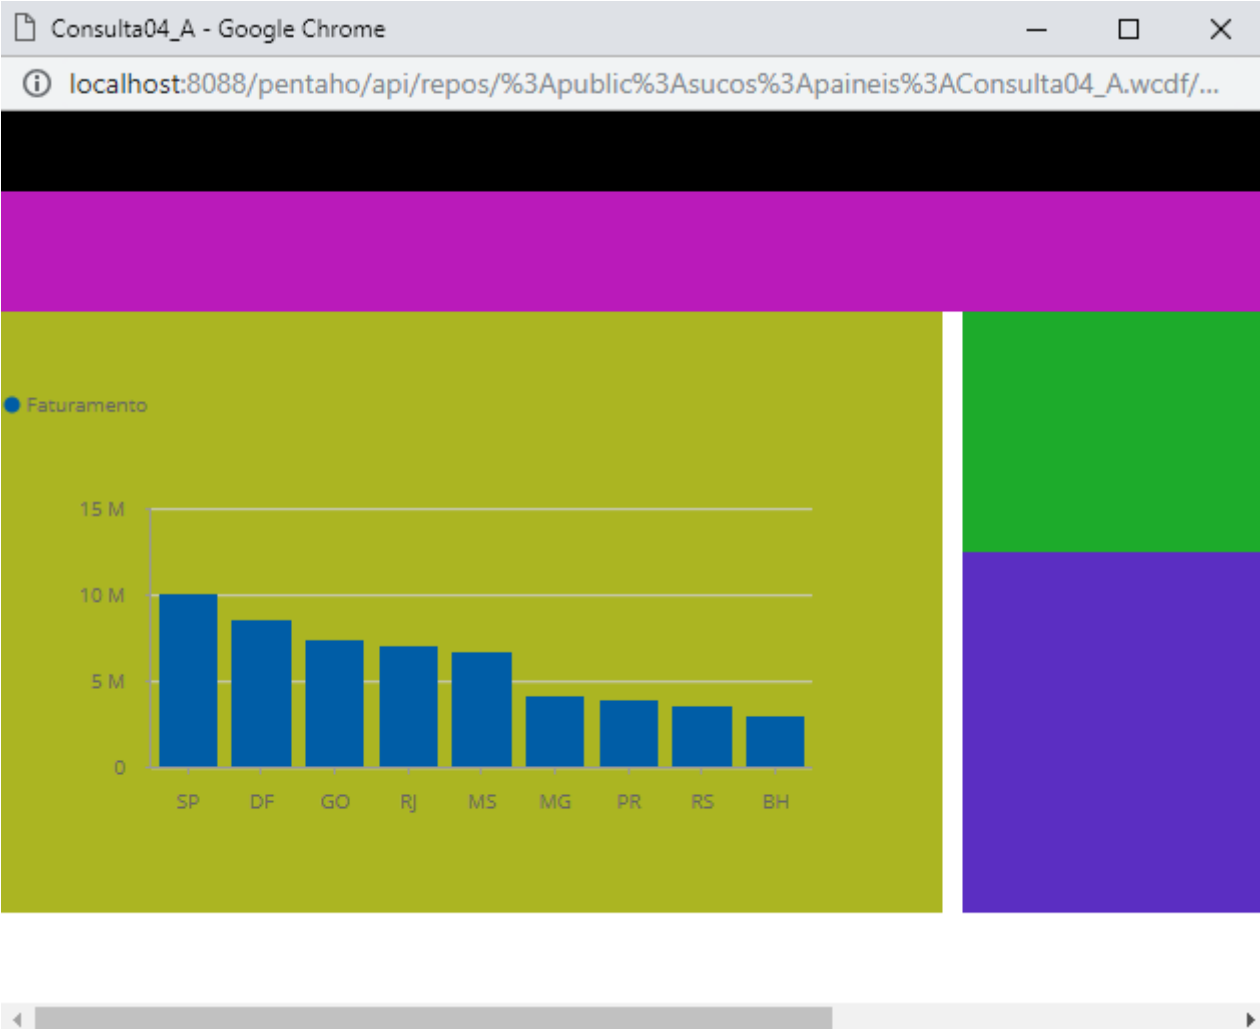 Consulta04_A - Google Chrome
localhost:8088/pentaho/api/repos/%3Apublic%3Asucos%3Apaineis%3AConsulta04_A.wcdf/...
Faturamento
15 M
10 M
5 M
0
SP DF GO RJ MS MG PR RS BH